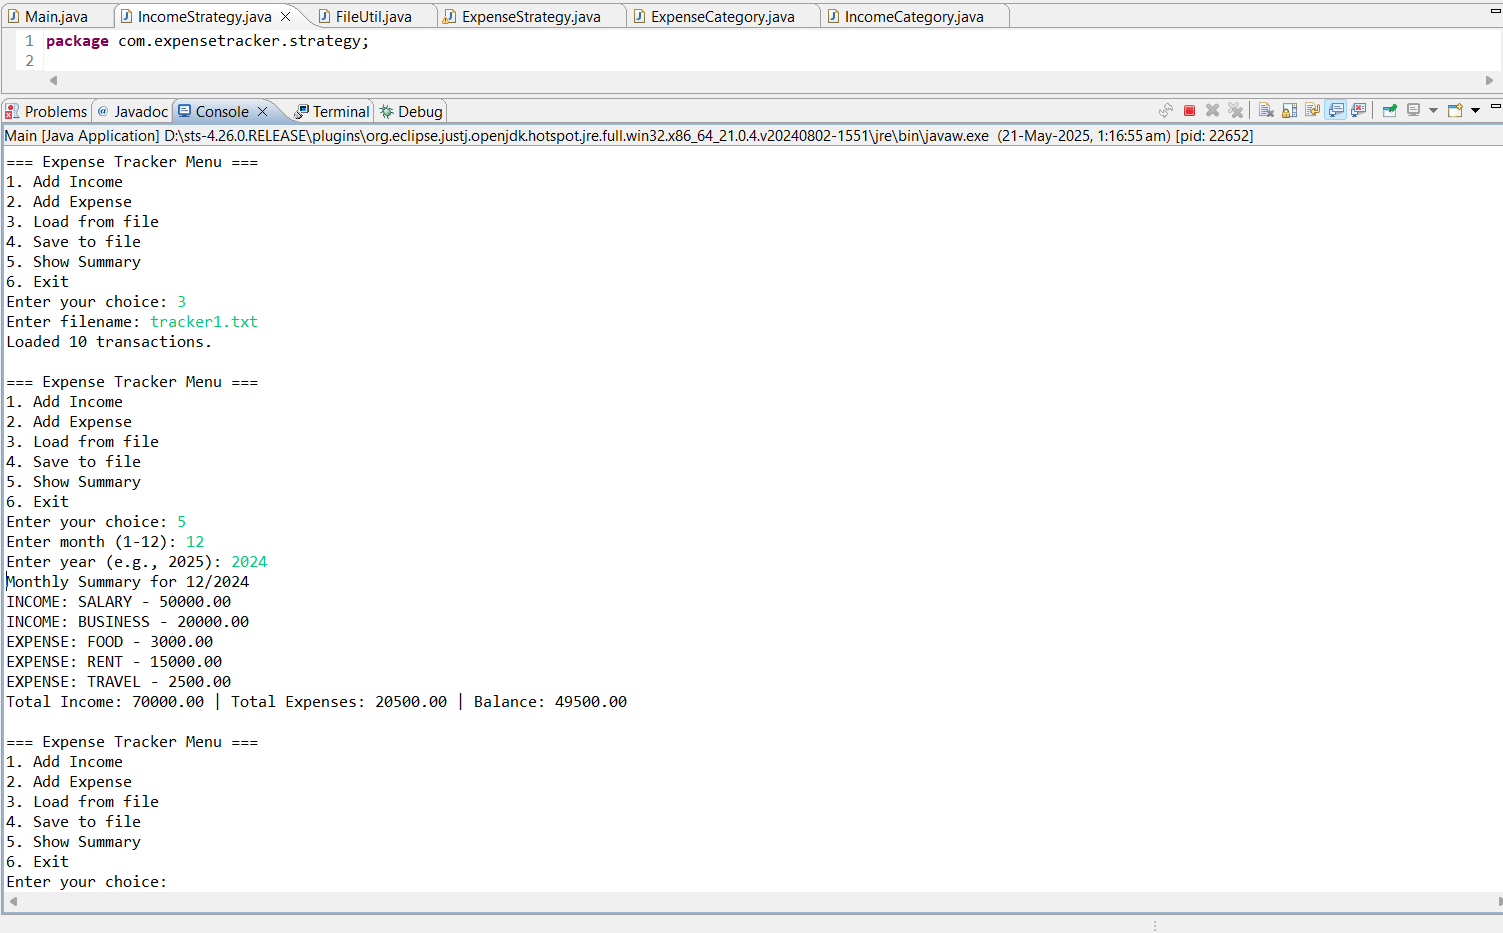 Main.java IncomeStrategy.java FileUtil.java ExpenseStrategy.java ExpenseCategory.java IncomeCategory.java
1 package com.expensetracker.strategy;
2
Problems @ Javadoc Console Terminal Debug
Main [Java Application] D:\sts-4.26.0.RELEASE\plugins\org.eclipse.justj.openjdk.hotspot.jre.full.win32.x86_64_21.0.4.v20240802-1551\jre\bin\javaw.exe (21-May-2025, 1:16:55 am) [pid: 22652]
=== Expense Tracker Menu ===
1. Add Income
2. Add Expense
3. Load from file
4. Save to file
5. Show Summary
6. Exit
Enter your choice: 3
Enter filename: tracker1.txt
Loaded 10 transactions.
=== Expense Tracker Menu ===
1. Add Income
2. Add Expense
3. Load from file
4. Save to file
5. Show Summary
6. Exit
Enter your choice: 5
Enter month (1-12): 12
Enter year (e.g., 2025): 2024
Monthly Summary for 12/2024
INCOME: SALARY - 50000.00
INCOME: BUSINESS - 20000.00
EXPENSE: FOOD - 3000.00
EXPENSE: RENT - 15000.00
EXPENSE: TRAVEL - 2500.00
Total Income: 70000.00 | Total Expenses: 20500.00 | Balance: 49500.00
=== Expense Tracker Menu ===
1. Add Income
2. Add Expense
3. Load from file
4. Save to file
5. Show Summary
6. Exit
Enter your choice: